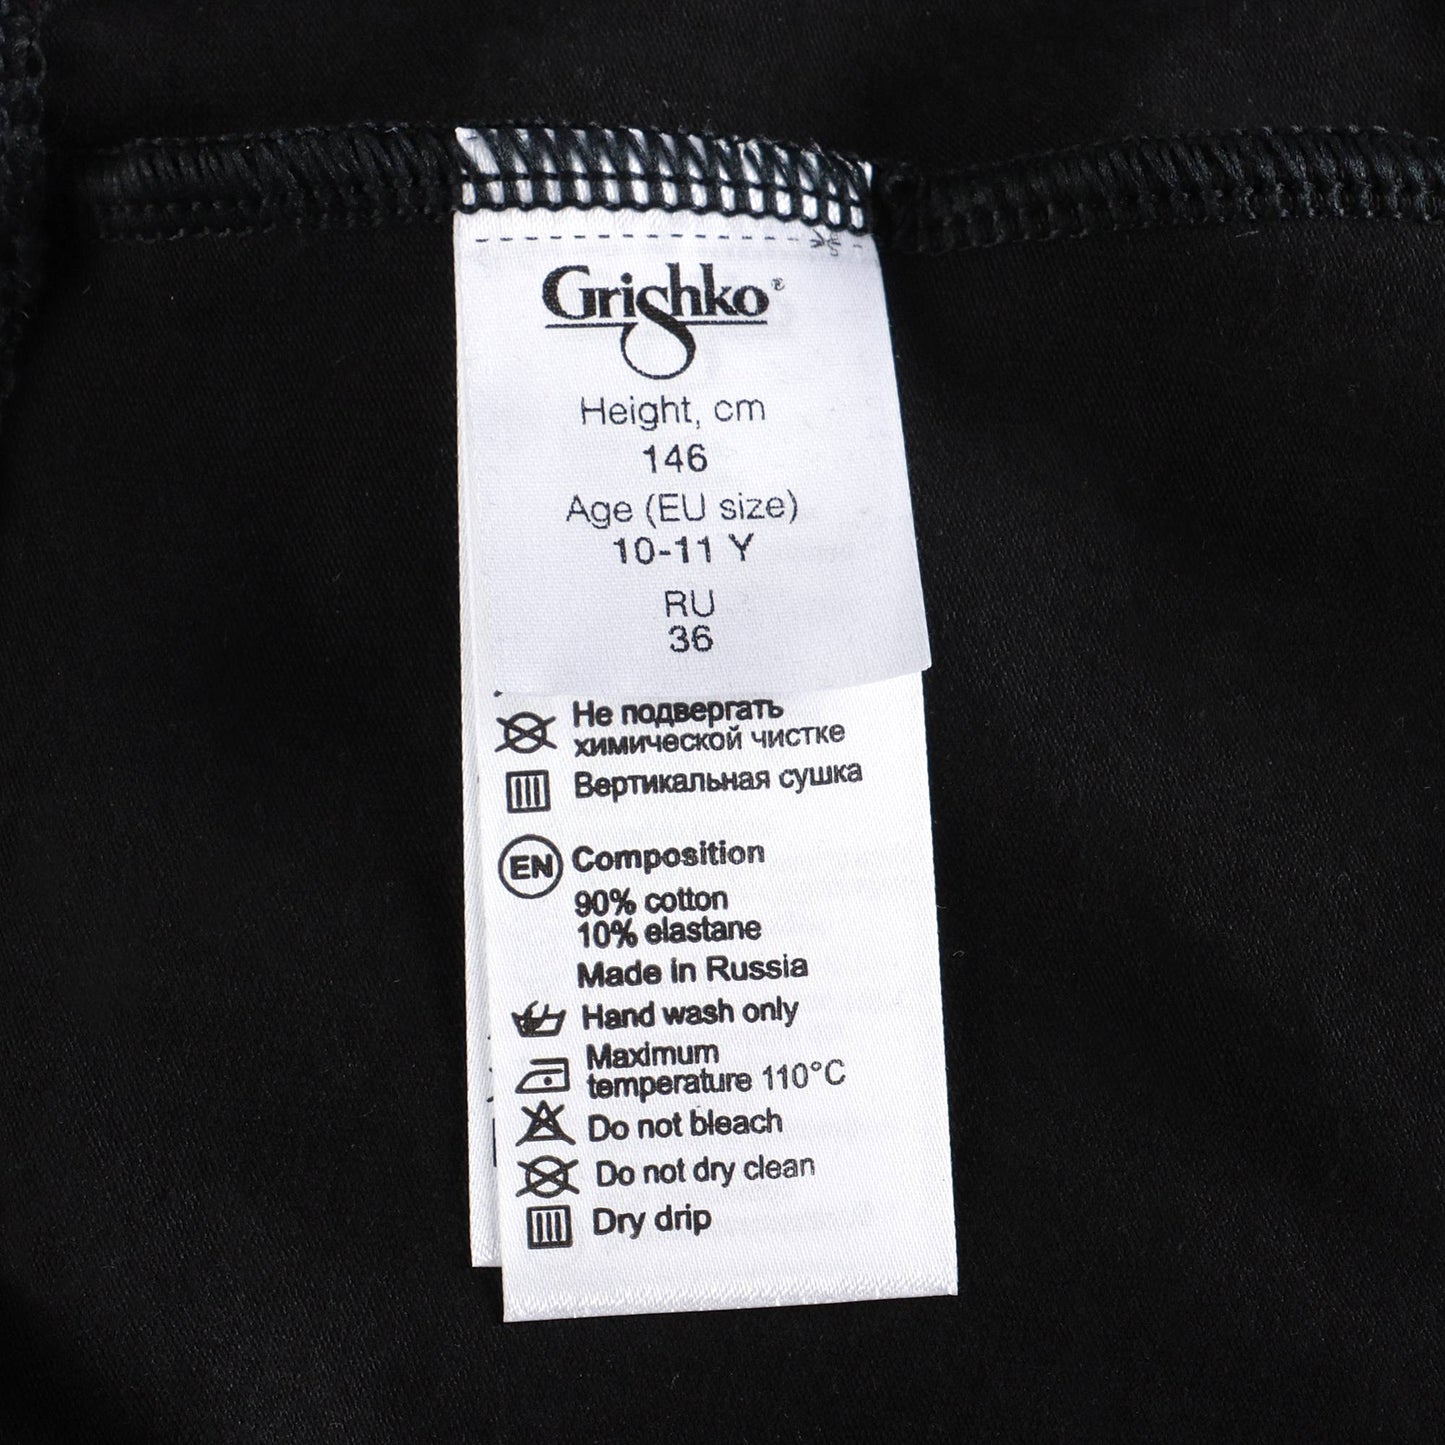 Grishko®
Height, cm
146
Age (EU size)
10-11 Y
RU
36
Не подвергать
химической чистке
Вертикальная сушка
EN Composition
90% cotton
10% elastane
Made in Russia
Hand wash only
Maximum
temperature 110°C
Do not bleach
Do not dry clean
Dry drip